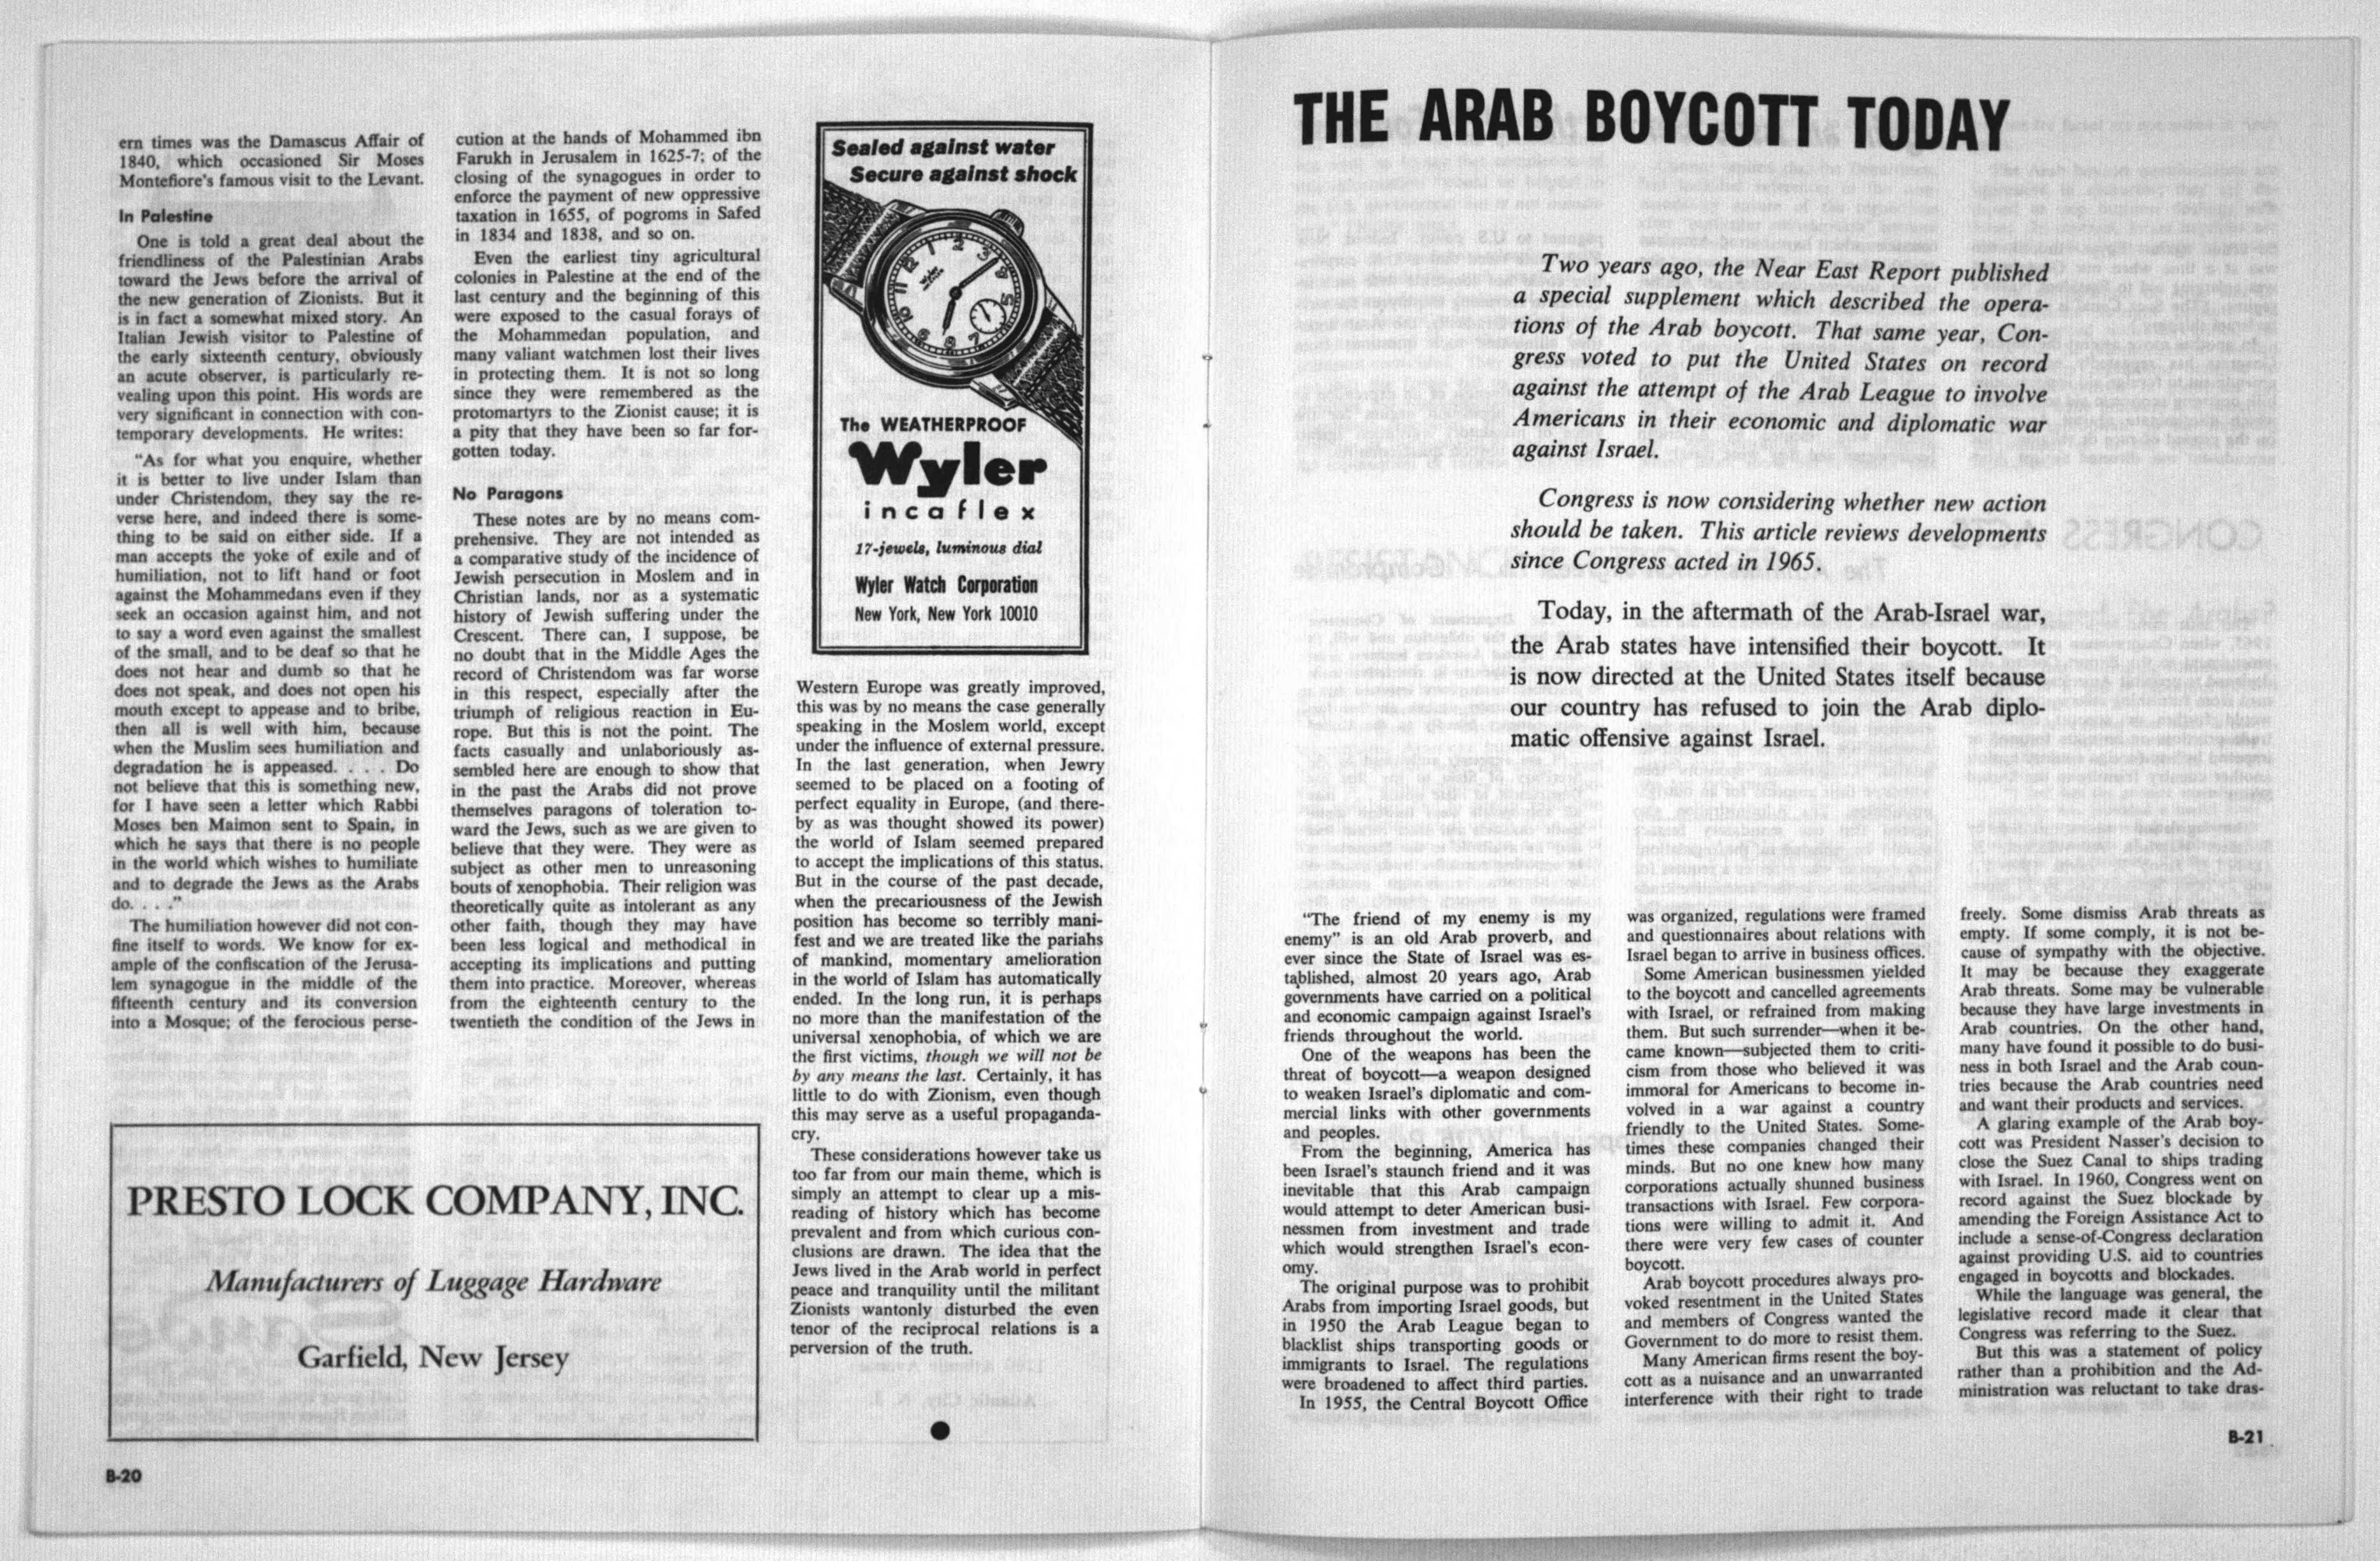 ern times was the Damascus Affair of
1840, which occasioned Sir Moses
Montefiore's famous visit to the Levant.
In Palestine
One is told a great deal about the
friendliness of the Palestinian Arabs
toward the Jews before the arrival of
the new generation of Zionists. But it
is in fact a somewhat mixed story. An
Italian Jewish visitor to Palestine of
the early sixteenth century, obviously
an acute observer, is particularly re-
vealing upon this point. His words are
very significant in connection with con-
temporary developments. He writes:
"As for what you enquire, whether
it is better to live under Islam than
under Christendom, they say the re-
verse here, and indeed there is some-
thing to be said on either side. If a
man accepts the yoke of exile and of
humiliation, not to lift hand or foot
against the Mohammedans even if they
seek an occasion against him, and not
to say a word even against the smallest
of the small, and to be deaf so that he
does not hear and dumb so that he
does not speak, and does not open his
mouth except to appease and to bribe,
then all is well with him, because
when the Muslim sees humiliation and
degradation he is appeased. . . . Do
not believe that this is something new,
for I have seen a letter which Rabbi
Moses ben Maimon sent to Spain, in
which he says that there is no people
in the world which wishes to humiliate
and to degrade the Jews as the Arabs
do. . . ."
The humiliation however did not con-
fine itself to words. We know for ex-
ample of the confiscation of the Jerusa-
lem synagogue in the middle of the
fifteenth century and its conversion
into a Mosque; of the ferocious perse-
cution at the hands of Mohammed ibn
Farukh in Jerusalem in 1625-7; of the
closing of the synagogues in order to
enforce the payment of new oppressive
taxation in 1655, of pogroms in Safed
in 1834 and 1838, and so on.
Even the earliest tiny agricultural
colonies in Palestine at the end of the
last century and the beginning of this
were exposed to the casual forays of
the Mohammedan population, and
many valiant watchmen lost their lives
in protecting them. It is not so long
since they were remembered as the
protomartyrs to the Zionist cause; it is
a pity that they have been so far for-
gotten today.
No Paragons
These notes are by no means com-
prehensive. They are not intended as
a comparative study of the incidence of
Jewish persecution in Moslem and in
Christian lands, nor as a systematic
history of Jewish suffering under the
Crescent. There can, I suppose, be
no doubt that in the Middle Ages the
record of Christendom was far worse
in this respect, especially after the
triumph of religious reaction in Eu-
rope. But this is not the point. The
facts casually and unlaboriously as-
sembled here are enough to show that
in the past the Arabs did not prove
themselves paragons of toleration to-
ward the Jews, such as we are given to
believe that they were. They were as
subject as other men to unreasoning
bouts of xenophobia. Their religion was
theoretically quite as intolerant as any
other faith, though they may have
been less logical and methodical in
accepting its implications and putting
them into practice. Moreover, whereas
from the eighteenth century to the
twentieth the condition of the Jews in
Sealed against water
Secure against shock
The WEATHERPROOF
Wyler
incaflex
17-jewels, luminous dial
Wyler Watch Corporation
New York, New York 10010
Western Europe was greatly improved,
this was by no means the case generally
speaking in the Moslem world, except
under the influence of external pressure.
In the last generation, when Jewry
seemed to be placed on a footing of
perfect equality in Europe, (and there-
by as was thought showed its power)
the world of Islam seemed prepared
to accept the implications of this status.
But in the course of the past decade,
when the precariousness of the Jewish
position has become so terribly mani-
fest and we are treated like the pariahs
of mankind, momentary amelioration
in the world of Islam has automatically
ended. In the long run, it is perhaps
no more than the manifestation of the
universal xenophobia, of which we are
the first victims, though we will not be
by any means the last. Certainly, it has
little to do with Zionism, even though
this may serve as a useful propaganda-
cry.
These considerations however take us
too far from our main theme, which is
simply an attempt to clear up a mis-
reading of history which has become
prevalent and from which curious con-
clusions are drawn. The idea that the
Jews lived in the Arab world in perfect
peace and tranquility until the militant
Zionists wantonly disturbed the even
tenor of the reciprocal relations is a
perversion of the truth.
PRESTO LOCK COMPANY, INC.
Manufacturers of Luggage Hardware
Garfield, New Jersey
B-20
THE ARAB BOYCOTT TODAY
Two years ago, the Near East Report published
a special supplement which described the opera-
tions of the Arab boycott. That same year, Con-
gress voted to put the United States on record
against the attempt of the Arab League to involve
Americans in their economic and diplomatic war
against Israel.
Congress is now considering whether new action
should be taken. This article reviews developments
since Congress acted in 1965.
Today, in the aftermath of the Arab-Israel war,
the Arab states have intensified their boycott. It
is now directed at the United States itself because
our country has refused to join the Arab diplo-
matic offensive against Israel.
"The friend of my enemy is my
enemy" is an old Arab proverb, and
ever since the State of Israel was es-
tablished, almost 20 years ago, Arab
governments have carried on a political
and economic campaign against Israel's
friends throughout the world.
One of the weapons has been the
threat of boycott—a weapon designed
to weaken Israel's diplomatic and com-
mercial links with other governments
and peoples.
From the beginning, America has
been Israel's staunch friend and it was
inevitable that this Arab campaign
would attempt to deter American busi-
nessmen from investment and trade
which would strengthen Israel's econ-
omy.
The original purpose was to prohibit
Arabs from importing Israel goods, but
in 1950 the Arab League began to
blacklist ships transporting goods or
immigrants to Israel. The regulations
were broadened to affect third parties.
In 1955, the Central Boycott Office
was organized, regulations were framed
and questionnaires about relations with
Israel began to arrive in business offices.
Some American businessmen yielded
to the boycott and cancelled agreements
with Israel, or refrained from making
them. But such surrender—when it be-
came known—subjected them to criti-
cism from those who believed it was
immoral for Americans to become in-
volved in a war against a country
friendly to the United States. Some-
times these companies changed their
minds. But no one knew how many
corporations actually shunned business
transactions with Israel. Few corpora-
tions were willing to admit it. And
there were very few cases of counter
boycott.
Arab boycott procedures always pro-
voked resentment in the United States
and members of Congress wanted the
Government to do more to resist them.
Many American firms resent the boy-
cott as a nuisance and an unwarranted
interference with their right to trade
freely. Some dismiss Arab threats as
empty. If some comply, it is not be-
cause of sympathy with the objective.
It may be because they exaggerate
Arab threats. Some may be vulnerable
because they have large investments in
Arab countries. On the other hand,
many have found it possible to do busi-
ness in both Israel and the Arab coun-
tries because the Arab countries need
and want their products and services.
A glaring example of the Arab boy-
cott was President Nasser's decision to
close the Suez Canal to ships trading
with Israel. In 1960, Congress went on
record against the Suez blockade by
amending the Foreign Assistance Act to
include a sense-of-Congress declaration
against providing U.S. aid to countries
engaged in boycotts and blockades.
While the language was general, the
legislative record made it clear that
Congress was referring to the Suez.
But this was a statement of policy
rather than a prohibition and the Ad-
ministration was reluctant to take dras-
B-21